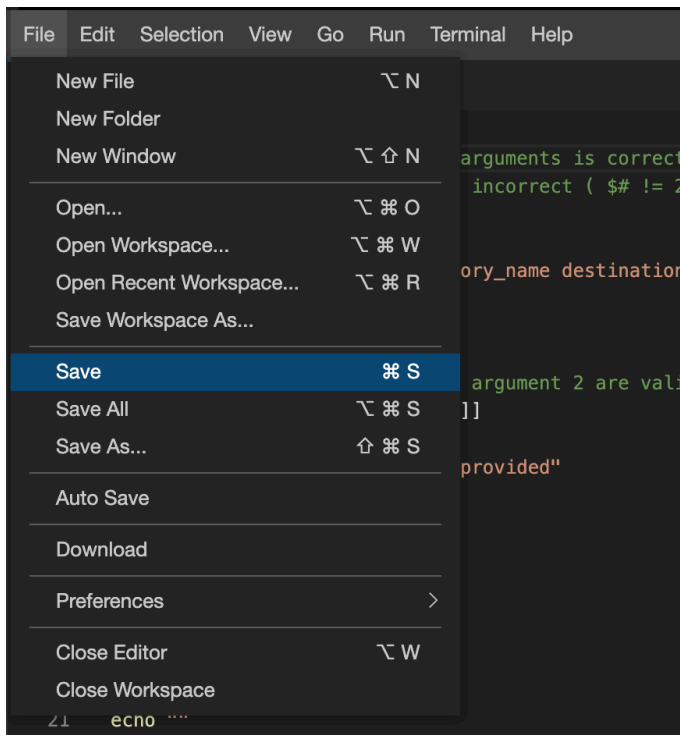 File Edit Selection View Go Run Terminal Help
New File ⌥ N
New Folder
New Window ⌥ ⇧ N
arguments is correct
incorrect ( $# != 2
Open... ⌥ ⌘ O
Open Workspace... ⌥ ⌘ W
Open Recent Workspace... ⌥ ⌘ R
ory_name destination
Save Workspace As...
Save ⌘ S
argument 2 are vali
Save All ⌥ ⌘ S
]]
Save As... ⇧ ⌘ S
provided"
Auto Save
Download
Preferences >
Close Editor ⌥ W
Close Workspace
21 echo ""